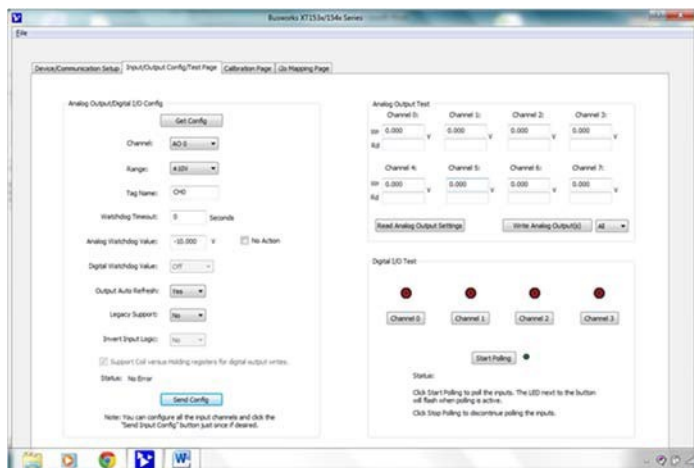 Busworks XT153x/154x Series
File
Device/Communication Setup
Input/Output Config/Test Page
Calibration Page
i2o Mapping Page
Analog Output/Digital I/O Config
Get Config
Channel: AO 0
Range: ±10V
Tag Name: CH0
Watchdog Timeout: 0 Seconds
Analog Watchdog Value: -10.000 V No Action
Digital Watchdog Value: Off
Output Auto Refresh: Yes
Legacy Support: No
Invert Input Logic: No
Support Coil versus Holding registers for digital output writes.
Status: No Error
Send Config
Note: You can configure all the input channels and click the
"Send Input Config" button just once if desired.
Analog Output Test
Channel 0: Channel 1: Channel 2: Channel 3:
Wr 0.000 V 0.000 V 0.000 V 0.000 V
Rd
Channel 4: Channel 5: Channel 6: Channel 7:
Wr 0.000 V 0.000 V 0.000 V 0.000 V
Rd
Read Analog Output Settings Write Analog Output(s) All
Digital I/O Test
Channel 0 Channel 1 Channel 2 Channel 3
Start Polling
Status:
Click Start Polling to poll the inputs. The LED next to the button
will flash when polling is active.
Click Stop Polling to discontinue polling the inputs.